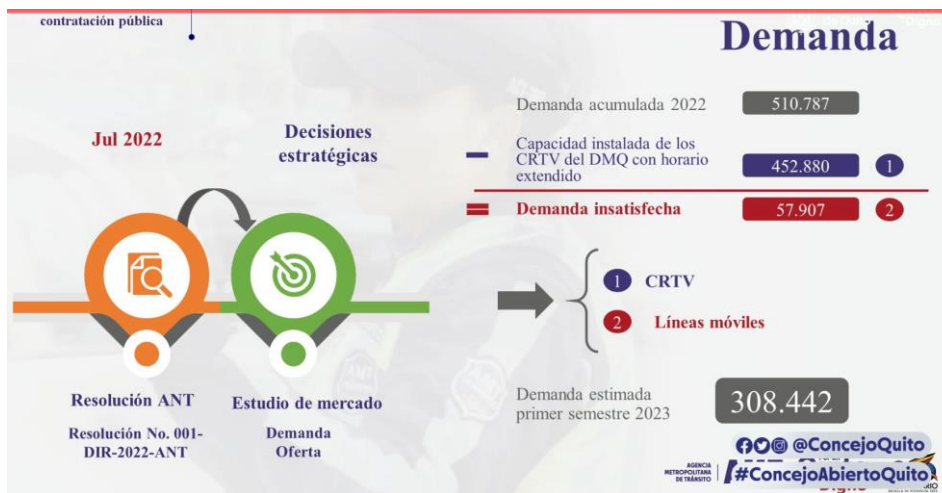 contratación pública
Demanda
Jul 2022
Decisiones
estratégicas
Demanda acumulada 2022
510.787
Capacidad instalada de los
CRTV del DMQ con horario
extendido
452.880
1
Demanda insatisfecha
57.907
2
1 CRTV
2 Líneas móviles
Resolución ANT
Resolución No. 001-
DIR-2022-ANT
Estudio de mercado
Demanda
Oferta
Demanda estimada
primer semestre 2023
308.442
@ConcejoQuito
AGENCIA
METROPOLITANA
DE TRÁNSITO
#ConcejoAbiertoQuito
Digno